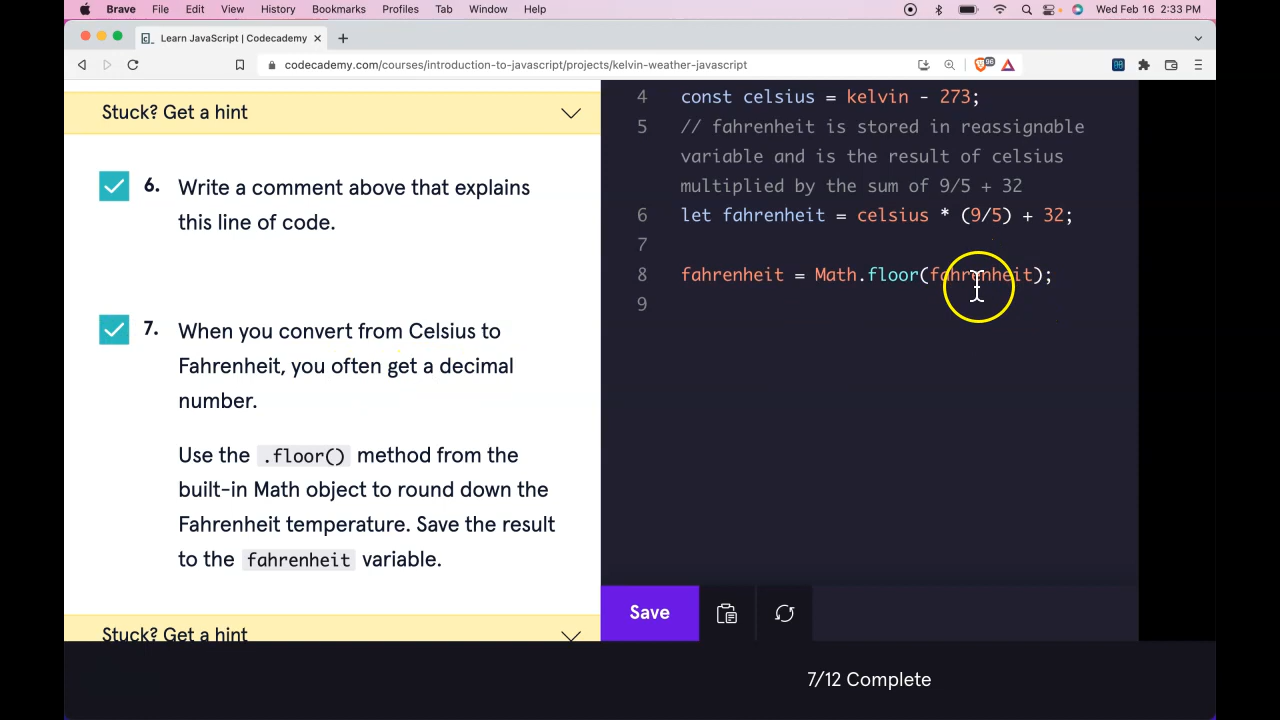 Brave File Edit View History Bookmarks Profiles Tab Window Help Wed Feb 16 2:33 PM
Learn JavaScript | Codecademy
codecademy.com/courses/introduction-to-javascript/projects/kelvin-weather-javascript 96
Stuck? Get a hint
6. Write a comment above that explains
this line of code.
7. When you convert from Celsius to
Fahrenheit, you often get a decimal
number.
Use the .floor() method from the
built-in Math object to round down the
Fahrenheit temperature. Save the result
to the fahrenheit variable.
Stuck? Get a hint
4 const celsius = kelvin - 273;
5 // fahrenheit is stored in reassignable
variable and is the result of celsius
multiplied by the sum of 9/5 + 32
6 let fahrenheit = celsius * (9/5) + 32;
7
8 fahrenheit = Math.floor(fahrenheit);
9
Save
7/12 Complete